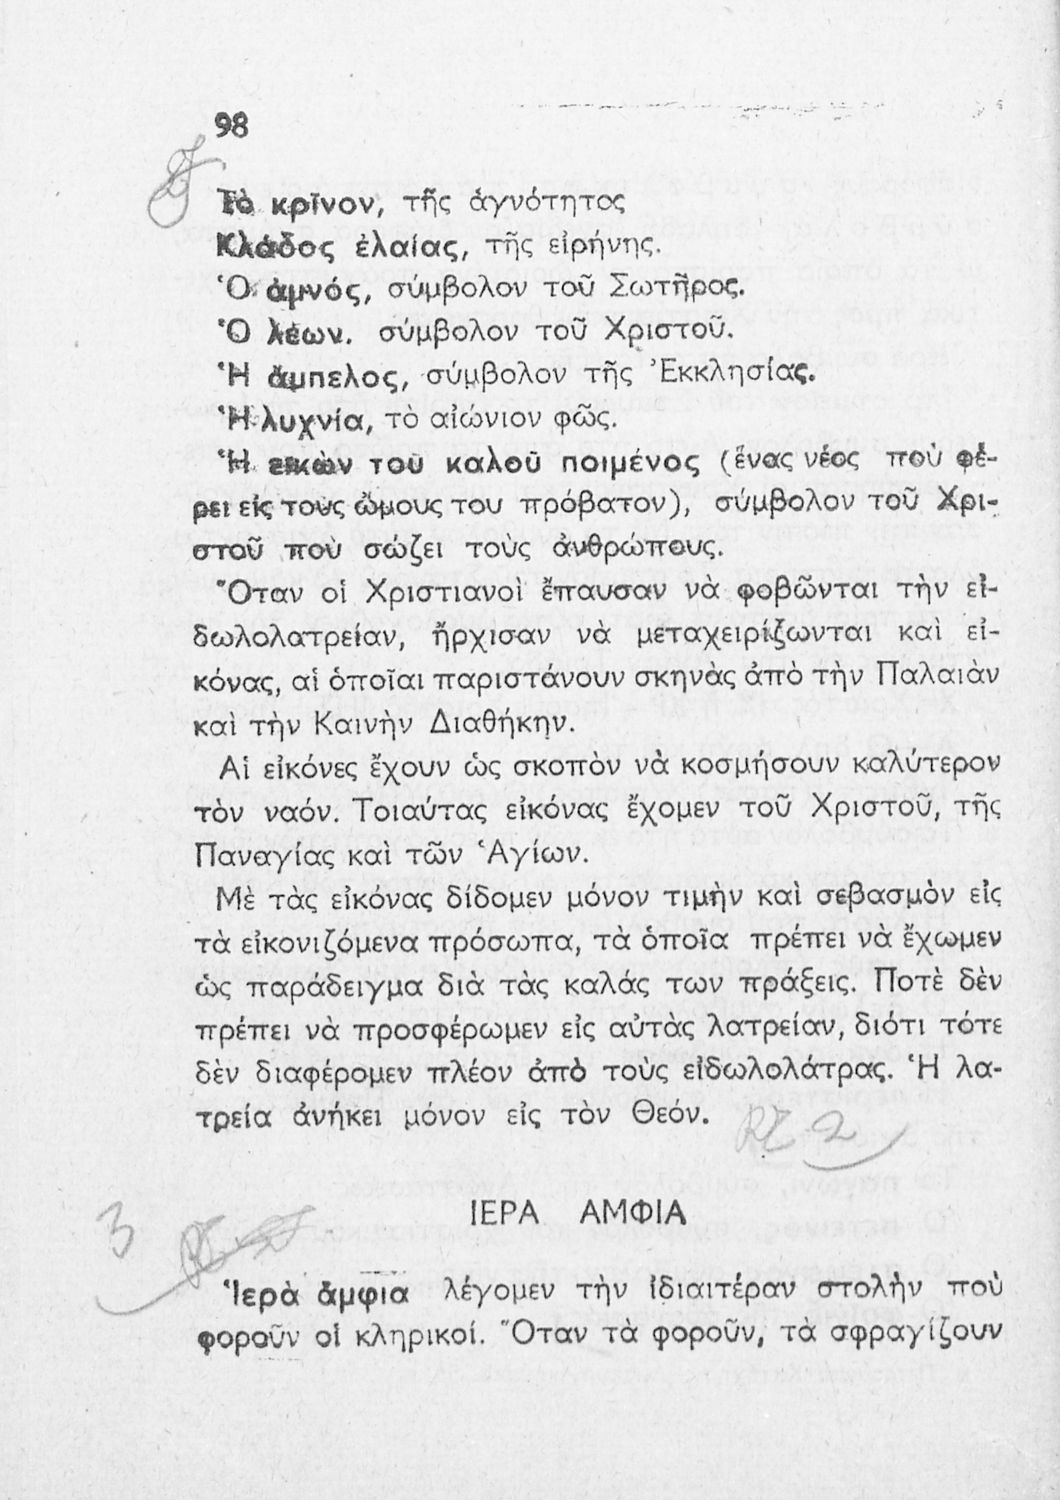 98
Τὸ κρῖνον, τῆς ἁγνότητος
Κλάδος ἐλαίας, τῆς εἰρήνης.
Ὁ ἀμνός, σύμβολον τοῦ Σωτῆρος.
Ὁ λέων. σύμβολον τοῦ Χριστοῦ.
Ἡ ἄμπελος, σύμβολον τῆς Ἐκκλησίας.
Ἡ λυχνία, τὸ αἰώνιον φῶς.
Ἡ εἰκὼν τοῦ καλοῦ ποιμένος (ἕνας νέος ποὺ φέ-
ρει εἰς τοὺς ὤμους του πρόβατον), σύμβολον τοῦ Χρι-
στοῦ ποὺ σώζει τοὺς ἀνθρώπους.
Ὅταν οἱ Χριστιανοὶ ἔπαυσαν νὰ φοβῶνται τὴν εἰ-
δωλολατρείαν, ἤρχισαν νὰ μεταχειρίζωνται καὶ εἰ-
κόνας, αἱ ὁποῖαι παριστάνουν σκηνὰς ἀπὸ τὴν Παλαιὰν
καὶ τὴν Καινὴν Διαθήκην.
Αἱ εἰκόνες ἔχουν ὡς σκοπὸν νὰ κοσμήσουν καλύτερον
τὸν ναόν. Τοιαύτας εἰκόνας ἔχομεν τοῦ Χριστοῦ, τῆς
Παναγίας καὶ τῶν Ἁγίων.
Μὲ τὰς εἰκόνας δίδομεν μόνον τιμὴν καὶ σεβασμὸν εἰς
τὰ εἰκονιζόμενα πρόσωπα, τὰ ὁποῖα πρέπει νὰ ἔχωμεν
ὡς παράδειγμα διὰ τὰς καλάς των πράξεις. Ποτὲ δὲν
πρέπει νὰ προσφέρωμεν εἰς αὐτὰς λατρείαν, διότι τότε
δὲν διαφέρομεν πλέον ἀπὸ τοὺς εἰδωλολάτρας. Ἡ λα-
τρεία ἀνήκει μόνον εἰς τὸν Θεόν.
2
ΙΕΡΑ ΑΜΦΙΑ
3
Ἱερὰ ἄμφια λέγομεν τὴν ἰδιαιτέραν στολὴν ποὺ
φοροῦν οἱ κληρικοί. Ὅταν τὰ φοροῦν, τὰ σφραγίζουν